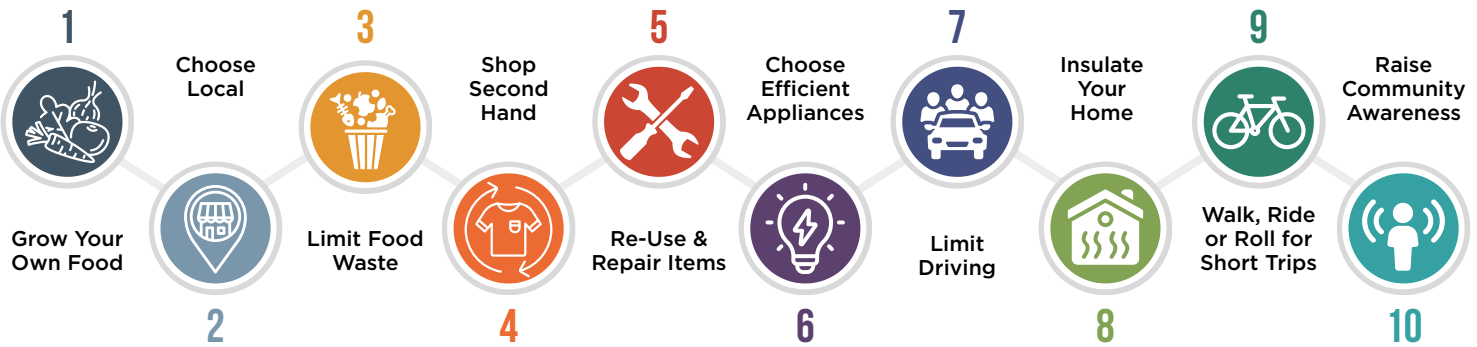 1
Grow Your
Own Food
Choose
Local
2
3
Limit Food
Waste
Shop
Second
Hand
4
5
Re-Use &
Repair Items
Choose
Efficient
Appliances
6
7
Limit
Driving
Insulate
Your
Home
8
9
Walk, Ride
or Roll for
Short Trips
Raise
Community
Awareness
10